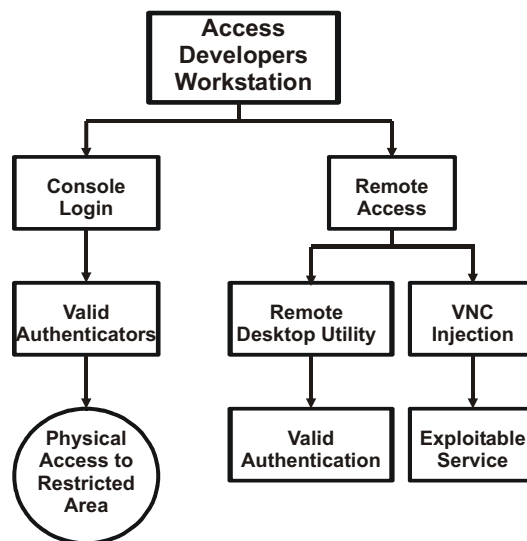 Access
Developers
Workstation
Console
Login
Remote
Access
Valid
Authenticators
Remote
Desktop Utility
VNC
Injection
Physical
Access to
Restricted
Area
Valid
Authentication
Exploitable
Service